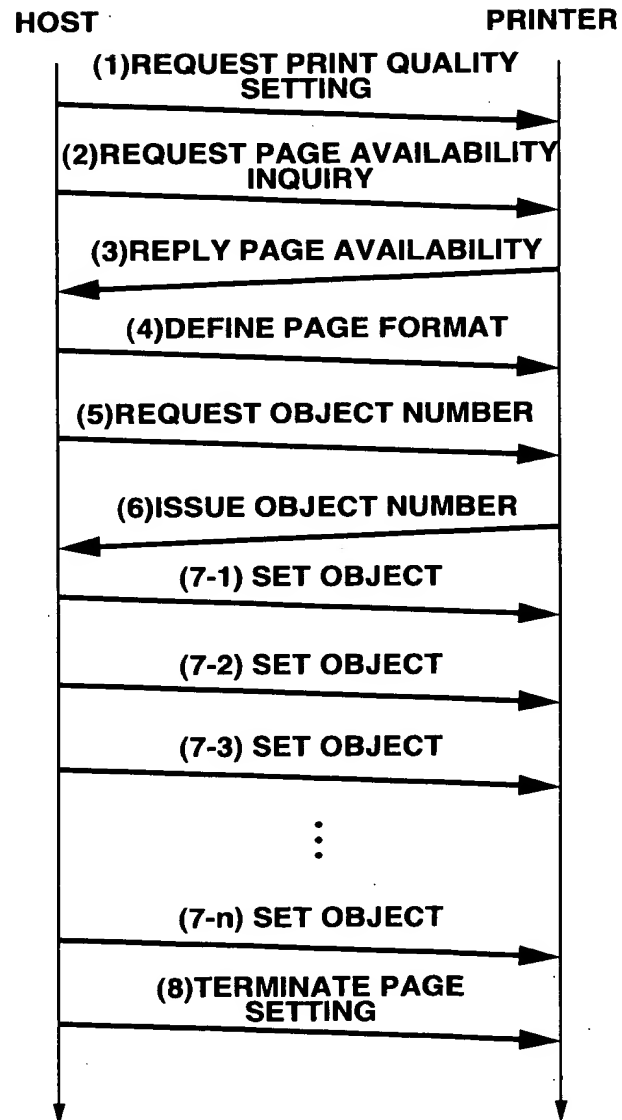 HOST PRINTER
(1)REQUEST PRINT QUALITY
SETTING
(2)REQUEST PAGE AVAILABILITY
INQUIRY
(3)REPLY PAGE AVAILABILITY
(4)DEFINE PAGE FORMAT
(5)REQUEST OBJECT NUMBER
(6)ISSUE OBJECT NUMBER
(7-1) SET OBJECT
(7-2) SET OBJECT
(7-3) SET OBJECT
(7-n) SET OBJECT
(8)TERMINATE PAGE
SETTING